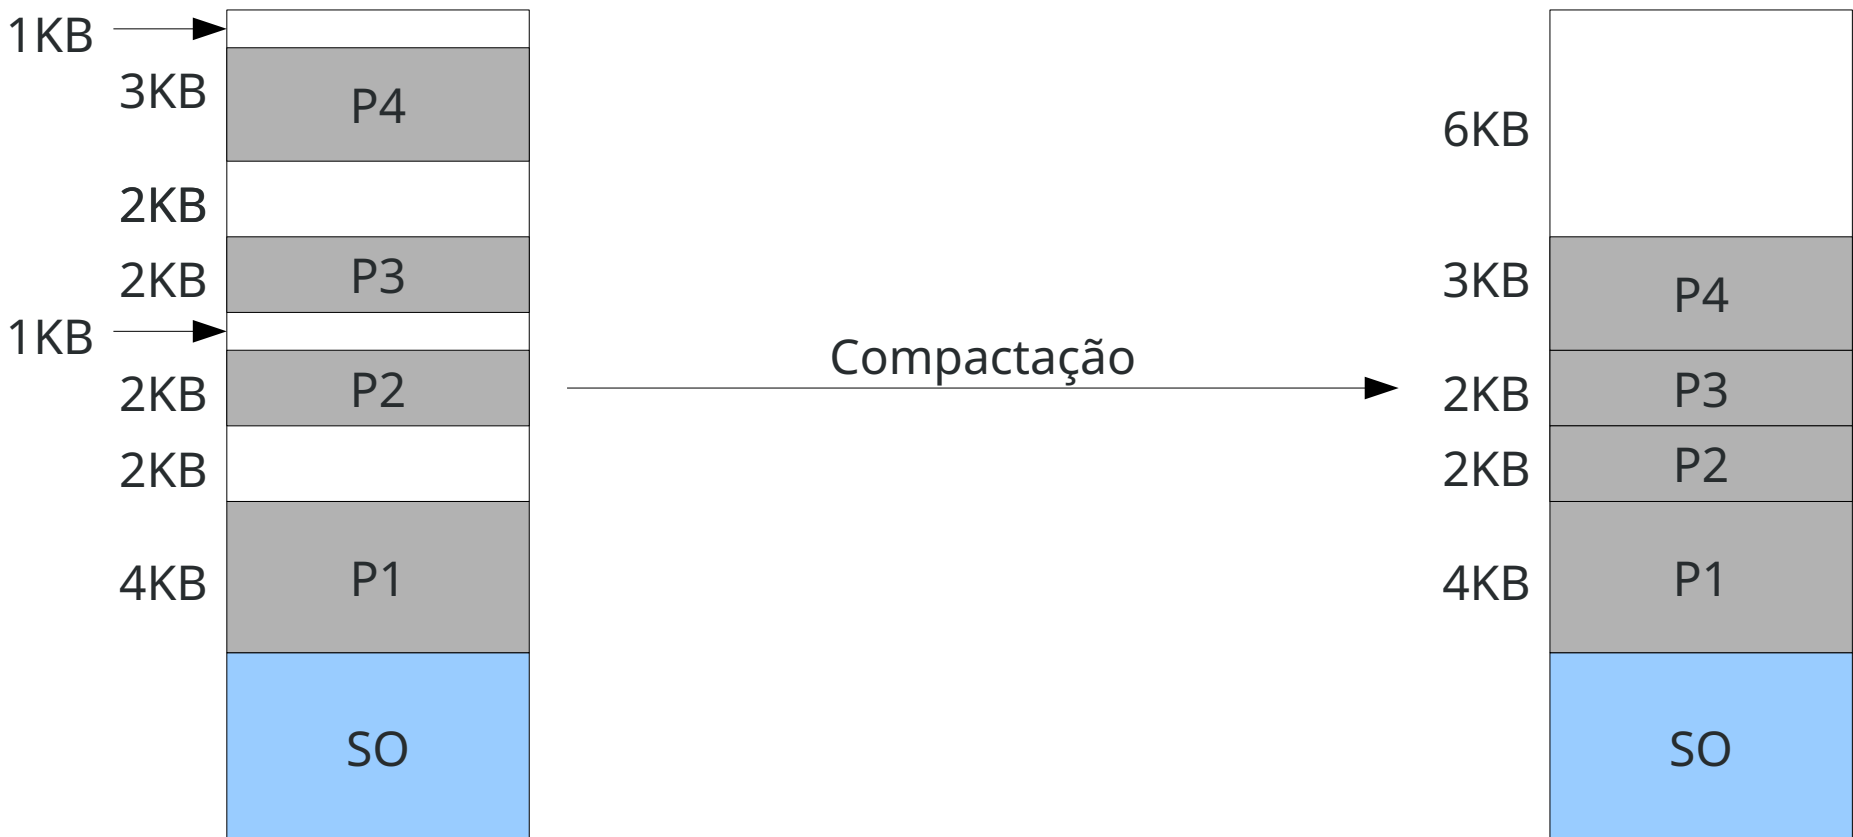 1KB
3KB
P4
2KB
2KB
P3
1KB
2KB
P2
2KB
4KB
P1
SO
Compactação
6KB
3KB
P4
2KB
P3
2KB
P2
4KB
P1
SO